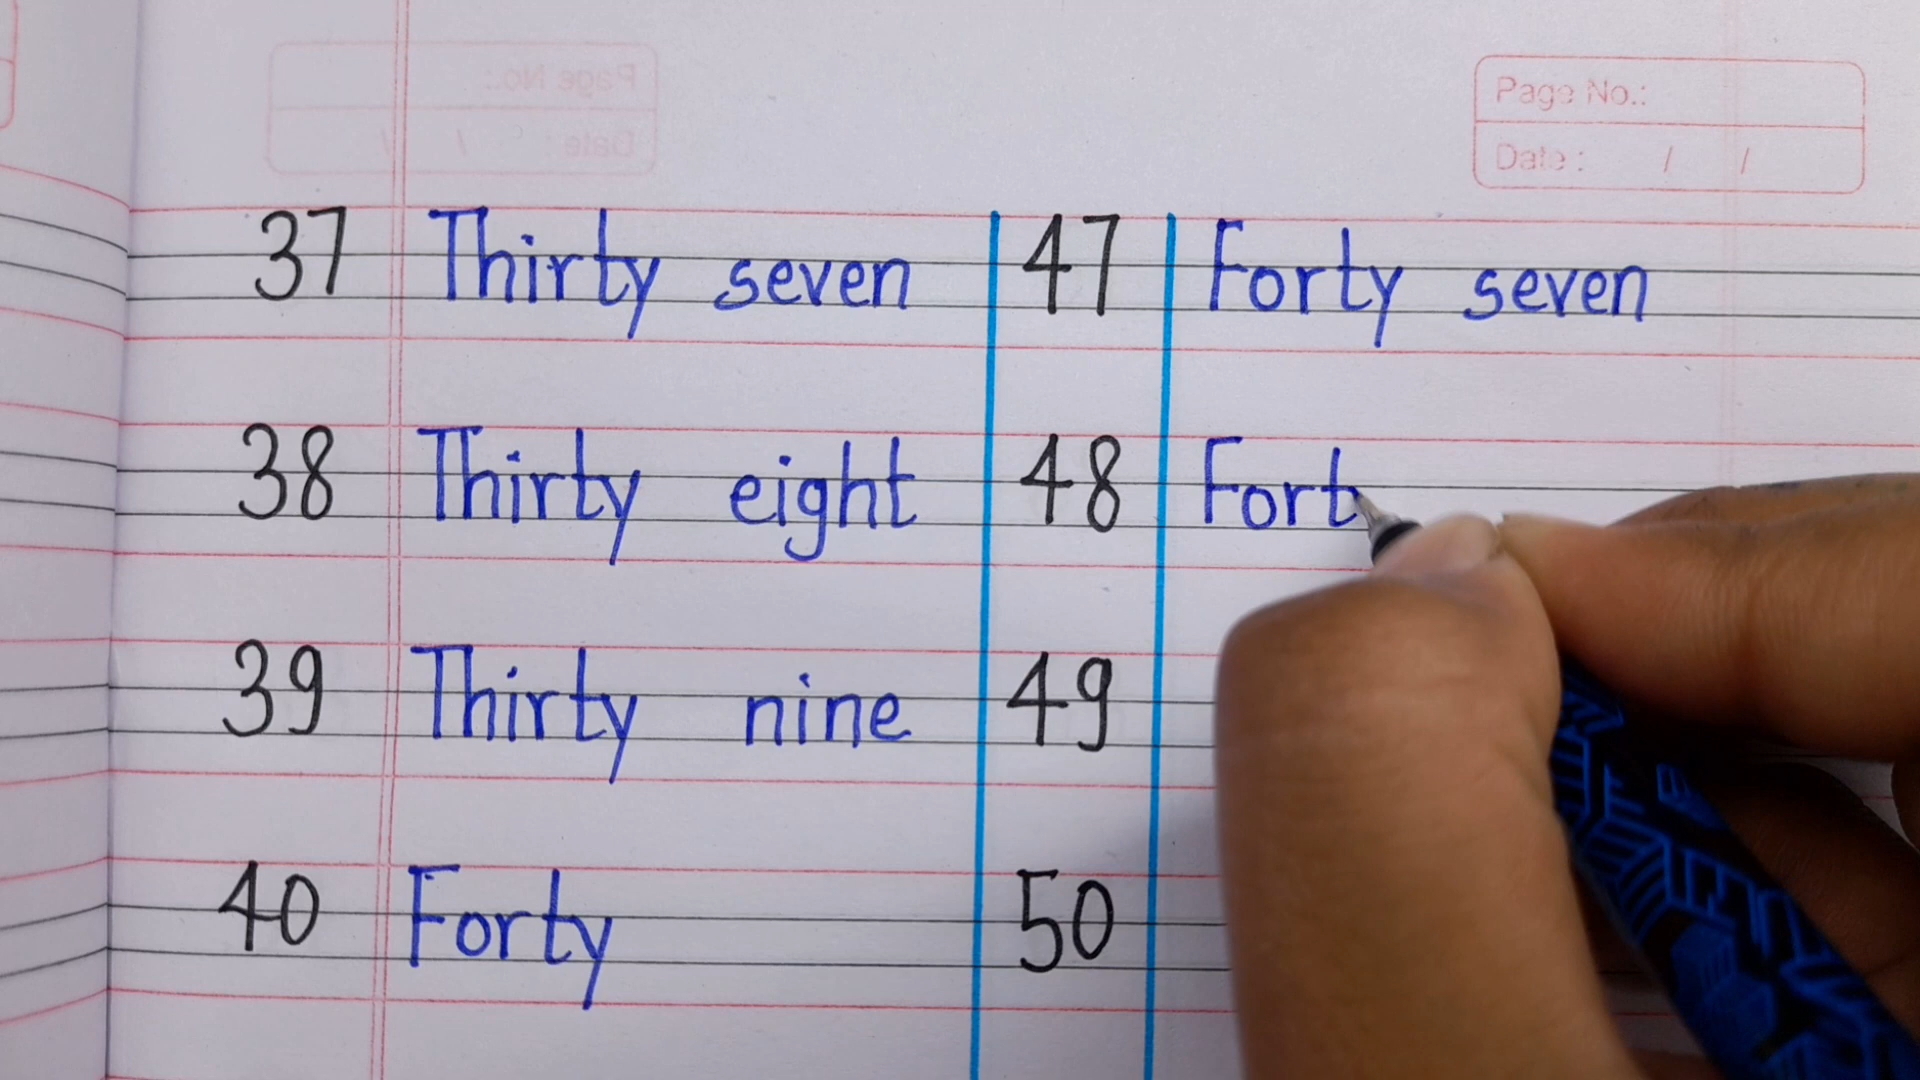 Page No.:
Date : / /
37 Thirty seven 47 Forty seven
38 Thirty eight 48 Fort
39 Thirty nine 49
40 Forty 50